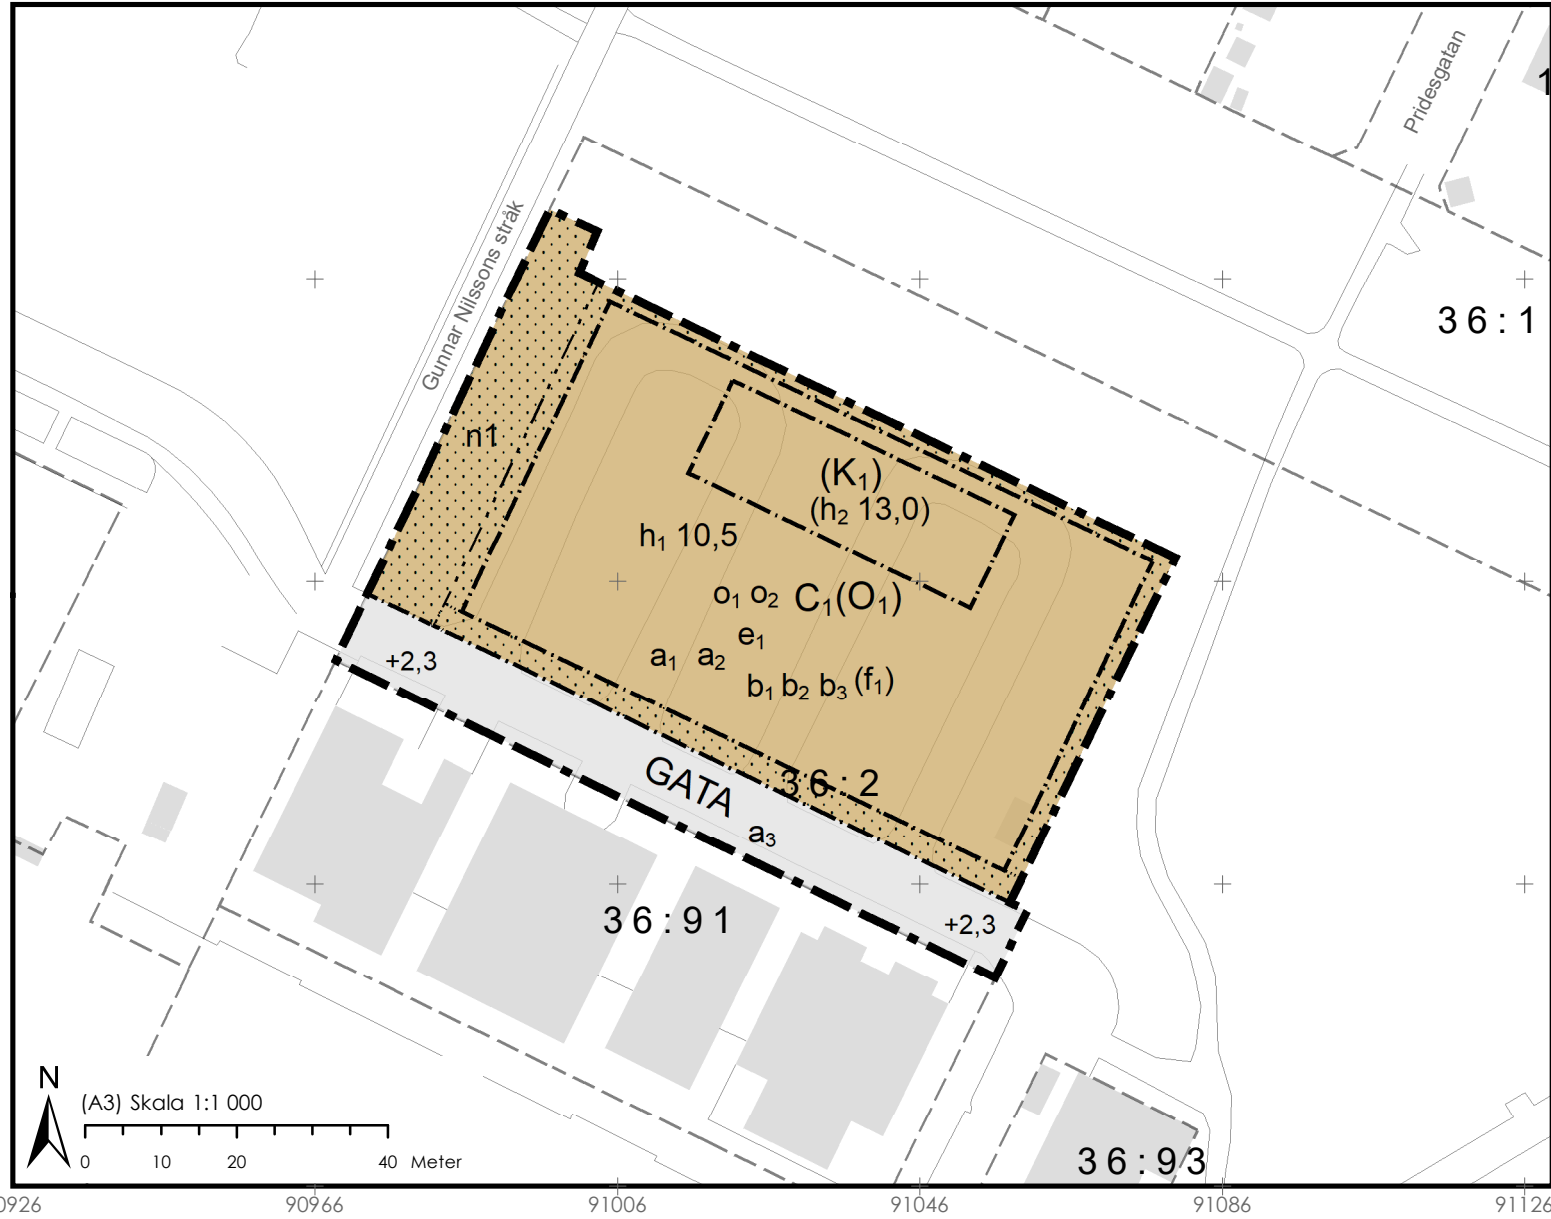 Pridesgatan
1
Gunnar Nilssons stråk
36:1
n1
(K₁)
(h₂ 13,0)
h₁ 10,5
o₁ o₂ C₁(O₁)
e₁
a₁ a₂
b₁ b₂ b₃ (f₁)
+2,3
GATA
36:2
a₃
36:91
+2,3
N
(A3) Skala 1:1 000
0 10 20 40 Meter
36:93
0926 90966 91006 91046 91086 91126